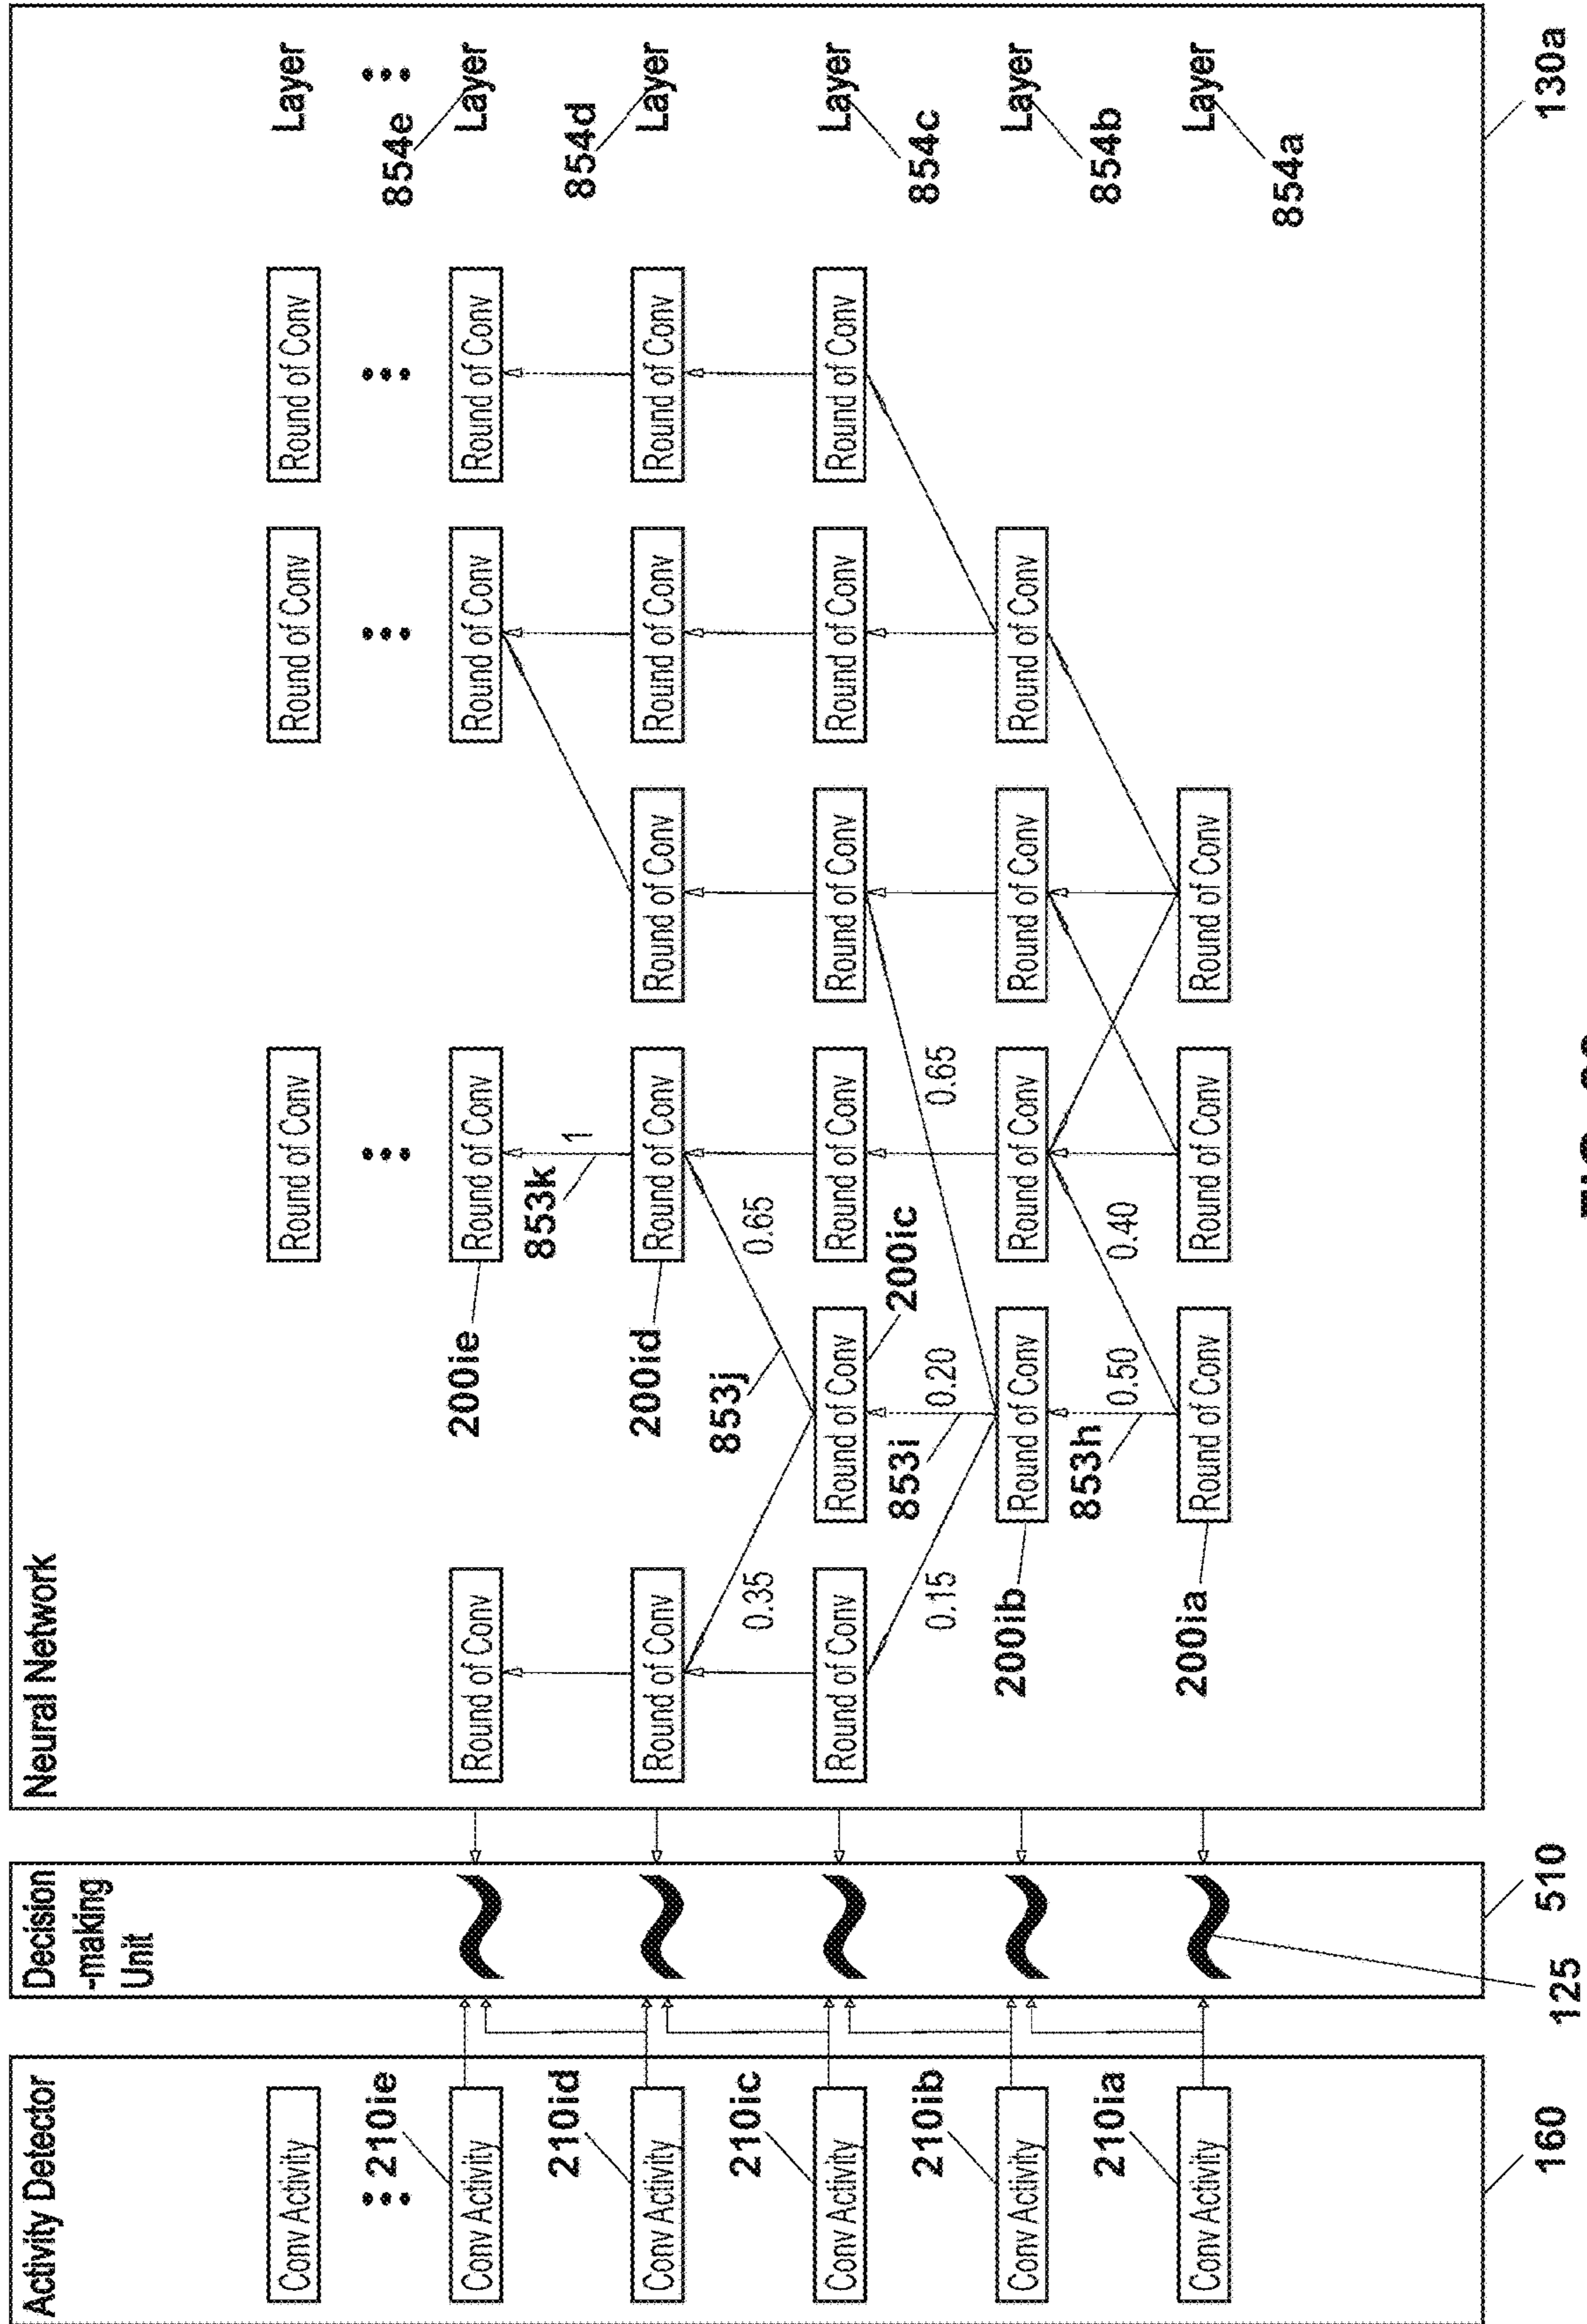 Activity Detector
Decision
-making
Unit
Neural Network
Conv Activity
Round of Conv
Round of Conv
Round of Conv
Layer
210ie
854e
Conv Activity
Round of Conv
200ie
Round of Conv
Round of Conv
Round of Conv
Layer
210id
853k
1
854d
Conv Activity
Round of Conv
200id
Round of Conv
Round of Conv
Round of Conv
Round of Conv
Layer
210ic
0.35
853j
0.65
Conv Activity
Round of Conv
Round of Conv
Round of Conv
Round of Conv
Round of Conv
Round of Conv
Layer
210ib
0.15
853i
0.20
200ic
0.65
854c
Conv Activity
200ib
Round of Conv
Round of Conv
Round of Conv
Round of Conv
Layer
210ia
853h
0.50
0.40
854b
Conv Activity
200ia
Round of Conv
Round of Conv
Round of Conv
Layer
854a
160
125
510
130a